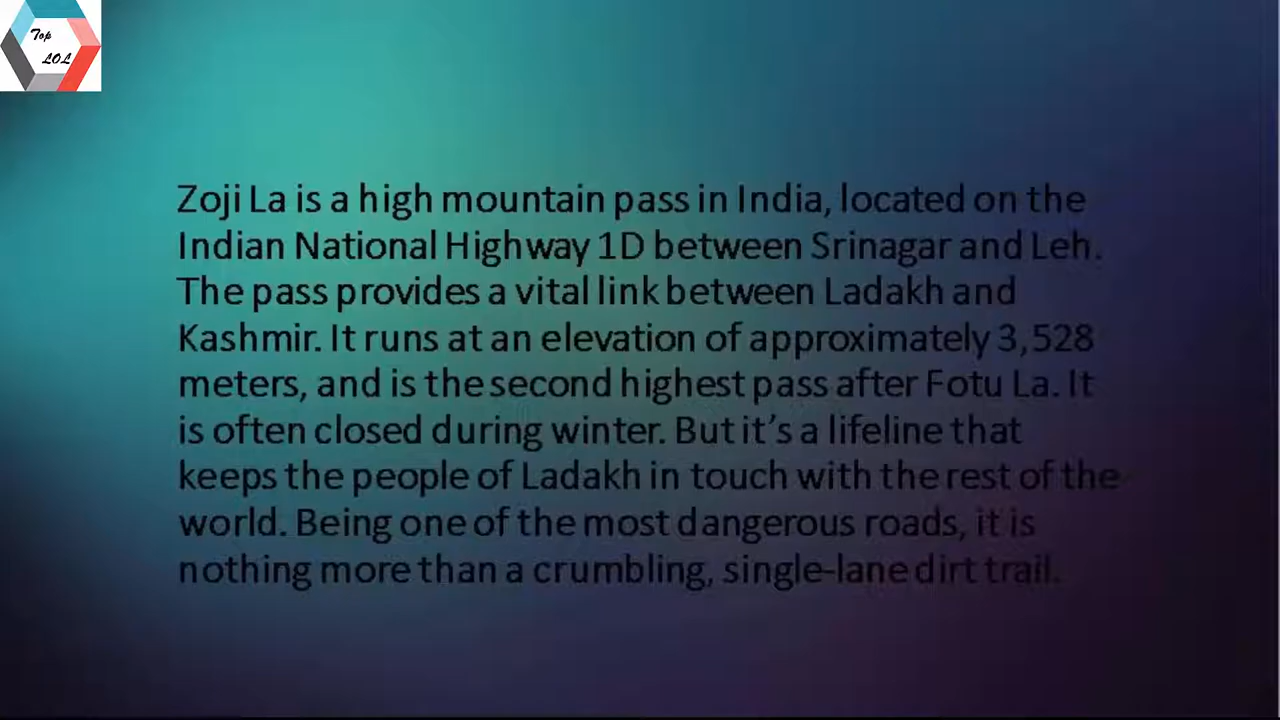 Top
LOL
Zoji La is a high mountain pass in India, located on the
Indian National Highway 1D between Srinagar and Leh.
The pass provides a vital link between Ladakh and
Kashmir. It runs at an elevation of approximately 3,528
meters, and is the second highest pass after Fotu La. It
is often closed during winter. But it’s a lifeline that
keeps the people of Ladakh in touch with the rest of the
world. Being one of the most dangerous roads, it is
nothing more than a crumbling, single-lane dirt trail.